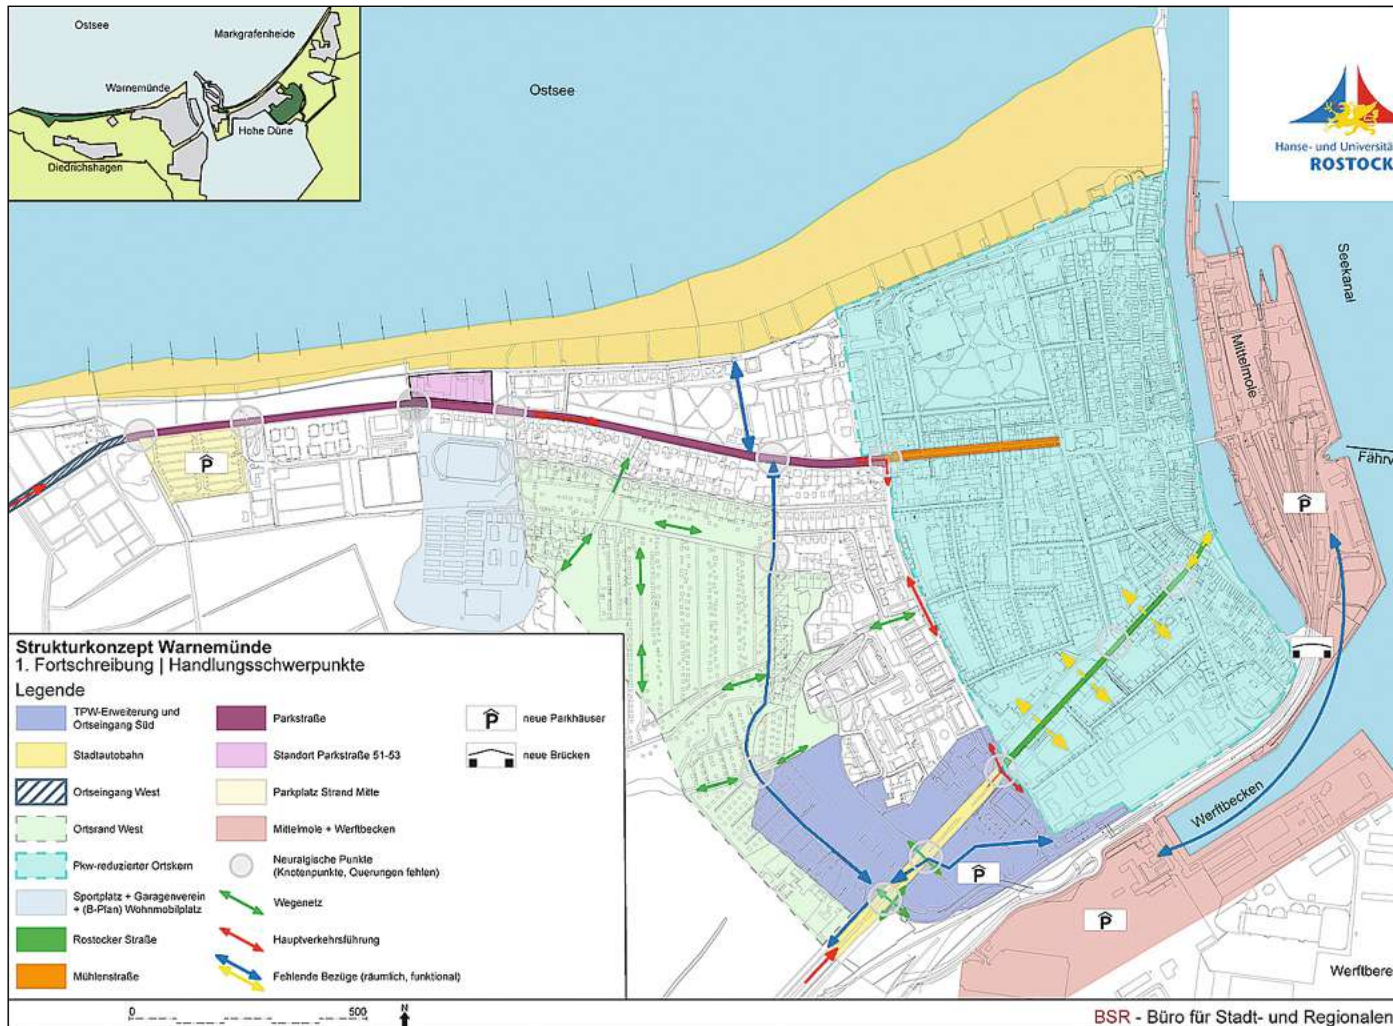 Ostsee
Markgrafenheide
Warnemünde
Hohe Düne
Diedrichshagen
Ostsee
Hanse- und Universitä
ROSTOCK
Seekanal
Mittelmole
Fährv
P
P
P
P
Werftbecken
Werftbere
Strukturkonzept Warnemünde
1. Fortschreibung | Handlungsschwerpunkte
Legende
TPW-Erweiterung und
Ortseingang Süd
Stadtautobahn
Ortseingang West
Ortsrand West
Pkw-reduzierter Ortskern
Sportplatz + Garagenverein
+ (B-Plan) Wohnmobilplatz
Rostocker Straße
Mühlenstraße
Parkstraße
Standort Parkstraße 51-53
Parkplatz Strand Mitte
Mittelmole + Werftbecken
Neuralgische Punkte
(Knotenpunkte, Querungen fehlen)
Wegenetz
Hauptverkehrsführung
Fehlende Bezüge (räumlich, funktional)
P neue Parkhäuser
neue Brücken
0 500
N
BSR - Büro für Stadt- und Regionalen